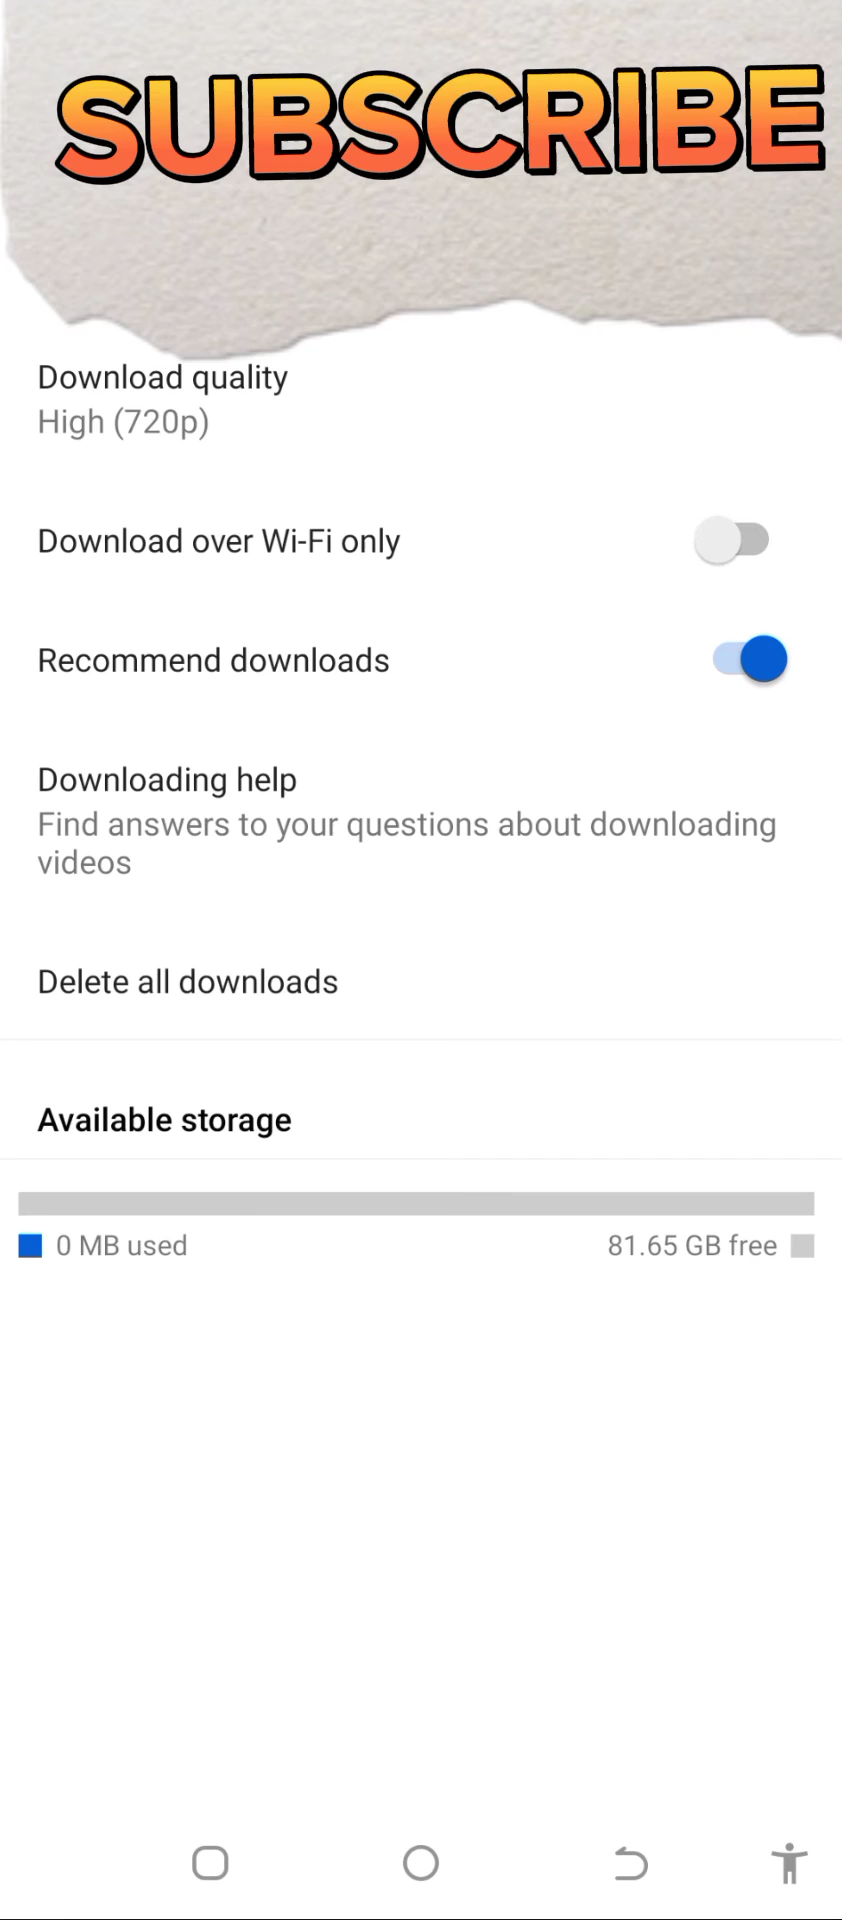 SUBSCRIBE
Download quality
High (720p)
Download over Wi-Fi only
Recommend downloads
Downloading help
Find answers to your questions about downloading
videos
Delete all downloads
Available storage
0 MB used
81.65 GB free